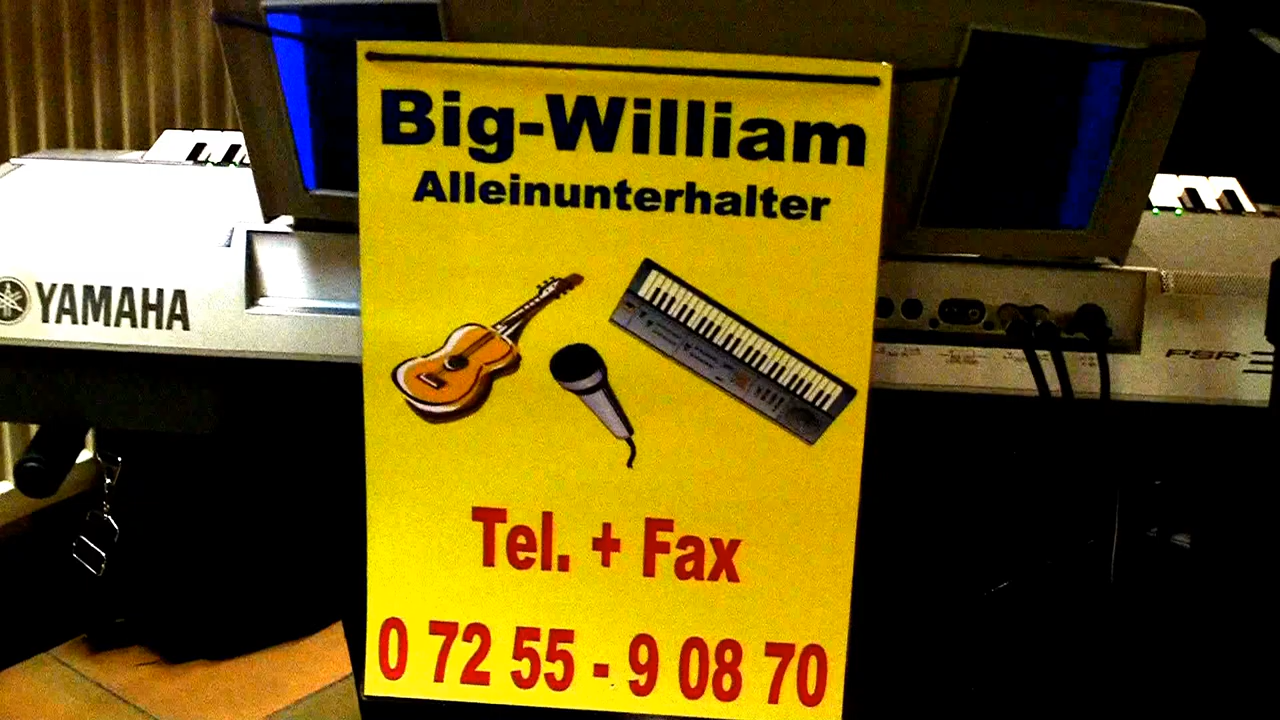 Big-William
Alleinunterhalter
YAMAHA
Tel. + Fax
0 72 55 - 9 08 70